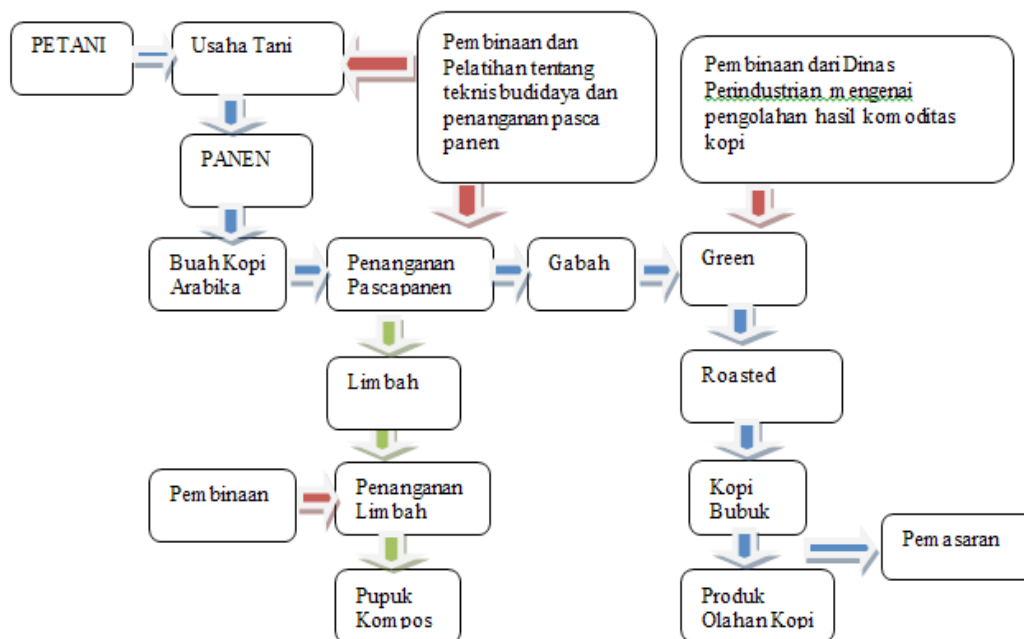 PETANI
Usaha Tani
Pembinaan dan
Pelatihan tentang
teknis budidaya dan
penanganan pasca
panen
Pembinaan dari Dinas
Perindustrian mengenai
pengolahan hasil komoditas
kopi
PANEN
Buah Kopi
Arabika
Penanganan
Pascapanen
Gabah
Green
Limbah
Roasted
Pembinaan
Penanganan
Limbah
Kopi
Bubuk
Pemasaran
Pupuk
Kompos
Produk
Olahan Kopi